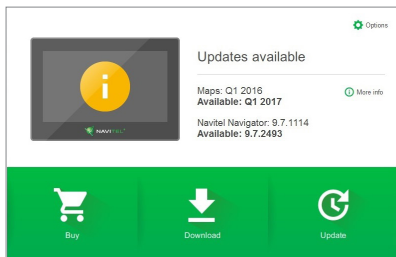 Options
Updates available
Maps: Q1 2016
Available: Q1 2017
More info
Navitel Navigator: 9.7.1114
Available: 9.7.2493
NAVITEL
Buy
Download
Update